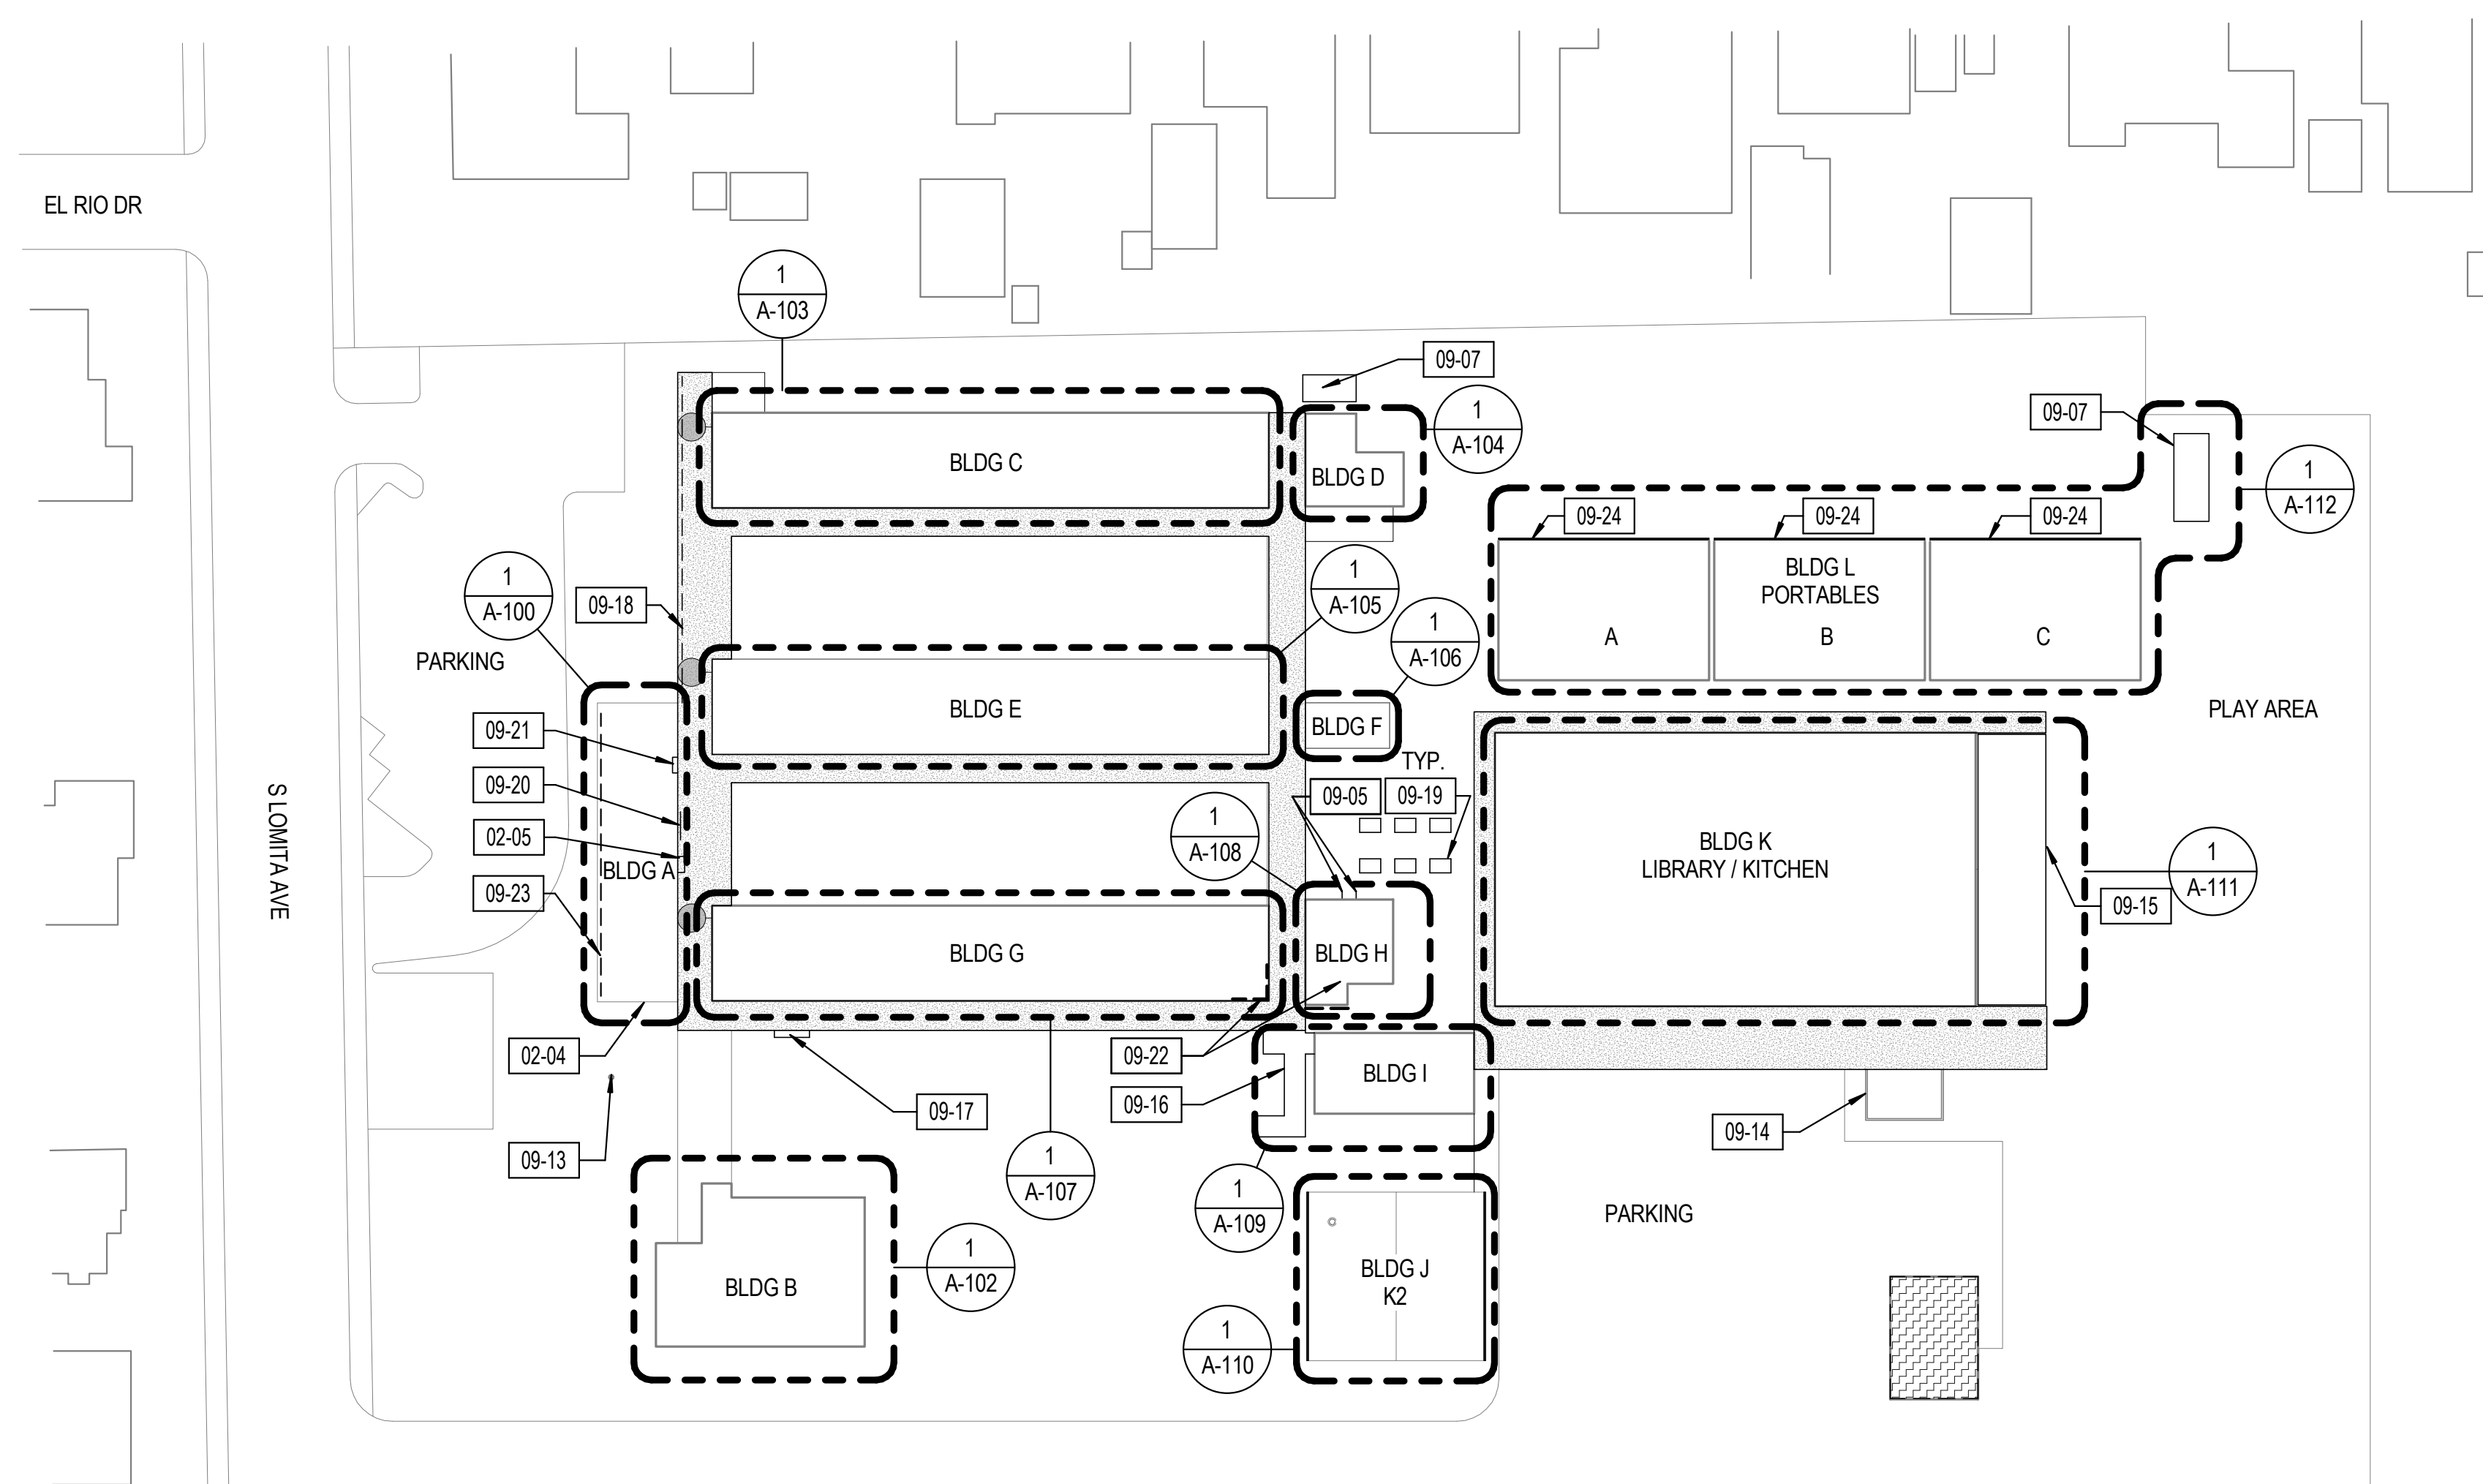 EL RIO DR
1
A-103
09-07
1
A-104
09-07
1
A-112
BLDG C
BLDG D
09-24
09-24
09-24
1
A-100
09-18
1
A-105
BLDG L
PORTABLES
1
A-106
A
B
C
PARKING
BLDG E
BLDG F
PLAY AREA
09-21
TYP.
09-20
09-05
09-19
S LOMITA AVE
02-05
1
A-108
BLDG K
LIBRARY / KITCHEN
1
A-111
BLDG A
09-23
09-15
BLDG G
BLDG H
02-04
09-22
BLDG I
09-16
09-17
09-14
09-13
1
A-107
1
A-109
PARKING
BLDG B
1
A-102
BLDG J
K2
1
A-110